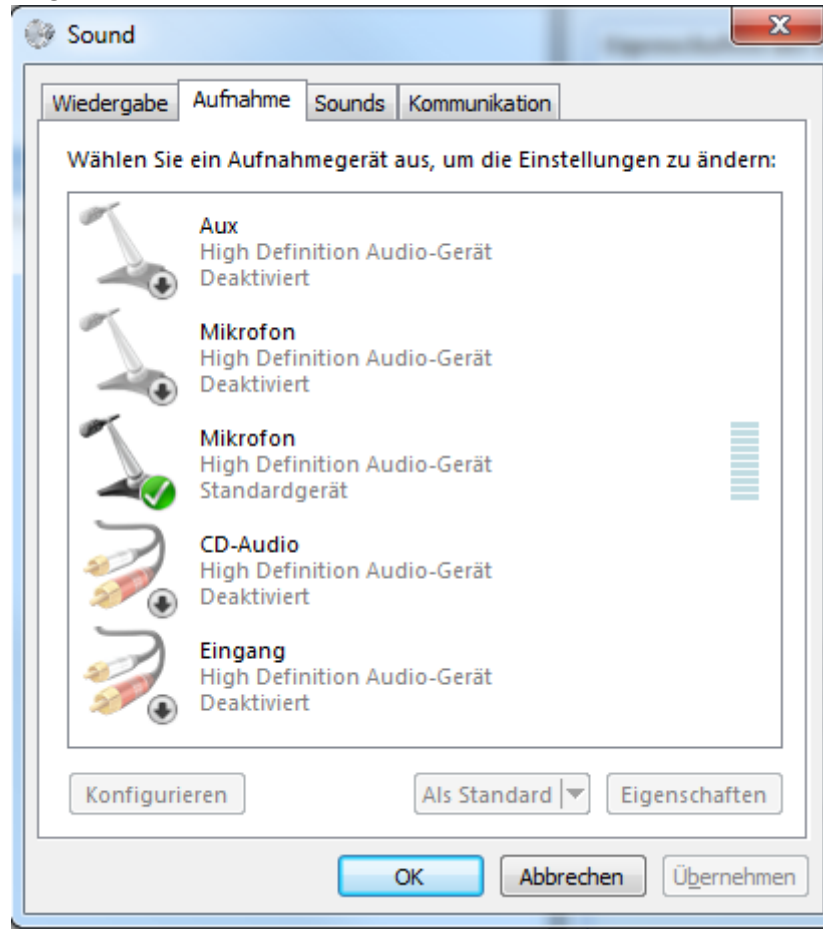 Sound
Wiedergabe Aufnahme Sounds Kommunikation
Wählen Sie ein Aufnahmegerät aus, um die Einstellungen zu ändern:
Aux
High Definition Audio-Gerät
Deaktiviert
Mikrofon
High Definition Audio-Gerät
Deaktiviert
Mikrofon
High Definition Audio-Gerät
Standardgerät
CD-Audio
High Definition Audio-Gerät
Deaktiviert
Eingang
High Definition Audio-Gerät
Deaktiviert
Konfigurieren Als Standard Eigenschaften
OK Abbrechen Übernehmen